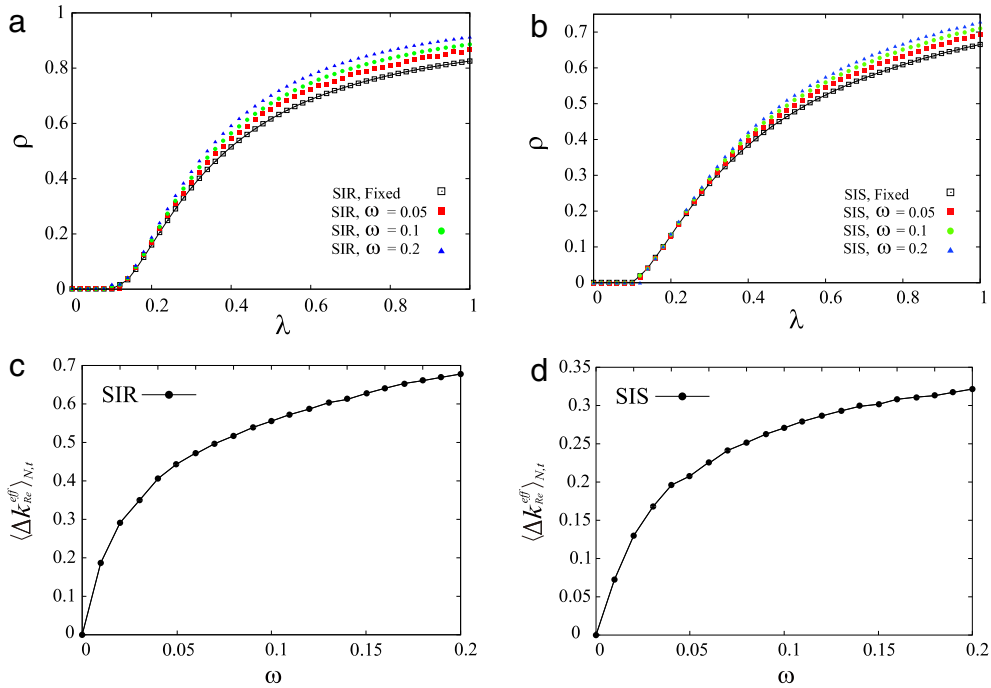 a
1
0.8
0.6
0.4
0.2
0
ρ
SIR, Fixed
SIR, ω = 0.05
SIR, ω = 0.1
SIR, ω = 0.2
0 0.2 0.4 0.6 0.8 1
λ
b
0.7
0.6
0.5
0.4
0.3
0.2
0.1
0
ρ
SIS, Fixed
SIS, ω = 0.05
SIS, ω = 0.1
SIS, ω = 0.2
0 0.2 0.4 0.6 0.8 1
λ
c
0.7
0.6
0.5
0.4
0.3
0.2
0.1
0
⟨Δk_Re^eff⟩_N,t
SIR
0 0.05 0.1 0.15 0.2
ω
d
0.35
0.3
0.25
0.2
0.15
0.1
0.05
0
⟨Δk_Re^eff⟩_N,t
SIS
0 0.05 0.1 0.15 0.2
ω